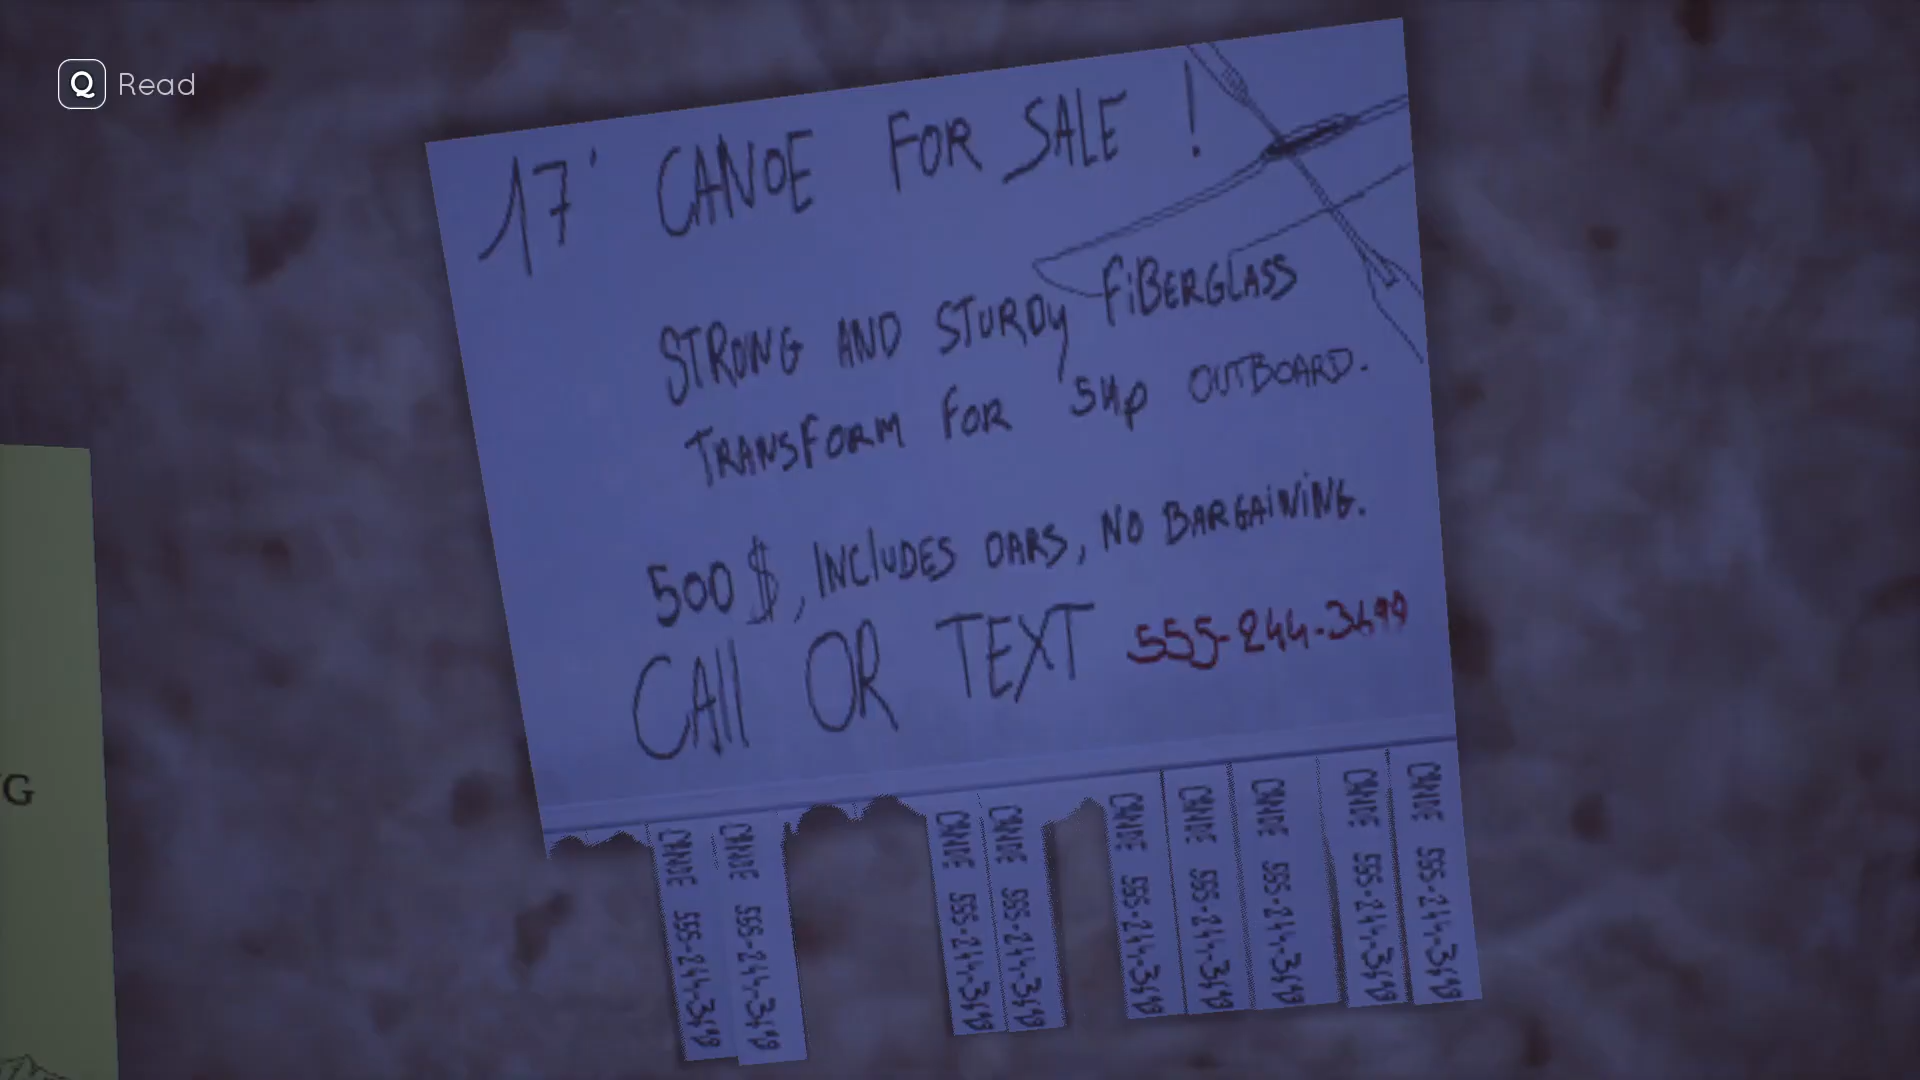 Q Read
17' CANOE FOR SALE !
STRONG AND STURDY FiBERGLASS
TRANSFORM FOR 5Hp OUTBOARD.
500$, INCLUDES OARS, NO BARGAiNiNG.
CAll OR TEXT 555-244-3699
G
CANOE 555-244-3699
CANOE 555-244-3699
CANOE 555-244-3699
CANOE 555-244-3699
CANOE 555-244-3699
CANOE 555-244-3699
CANOE 555-244-3699
CANOE 555-244-3699
CANOE 555-244-3699